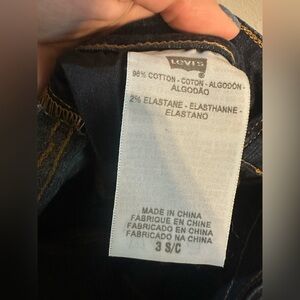 Levi's
®
98% COTTON - COTON - ALGODÓN -
ALGODÃO
2% ELASTANE - ELASTHANNE -
ELASTANO
MADE IN CHINA
FABRIQUE EN CHINE
FABRICADO EN CHINA
FABRICADO NA CHINA
3 S/C